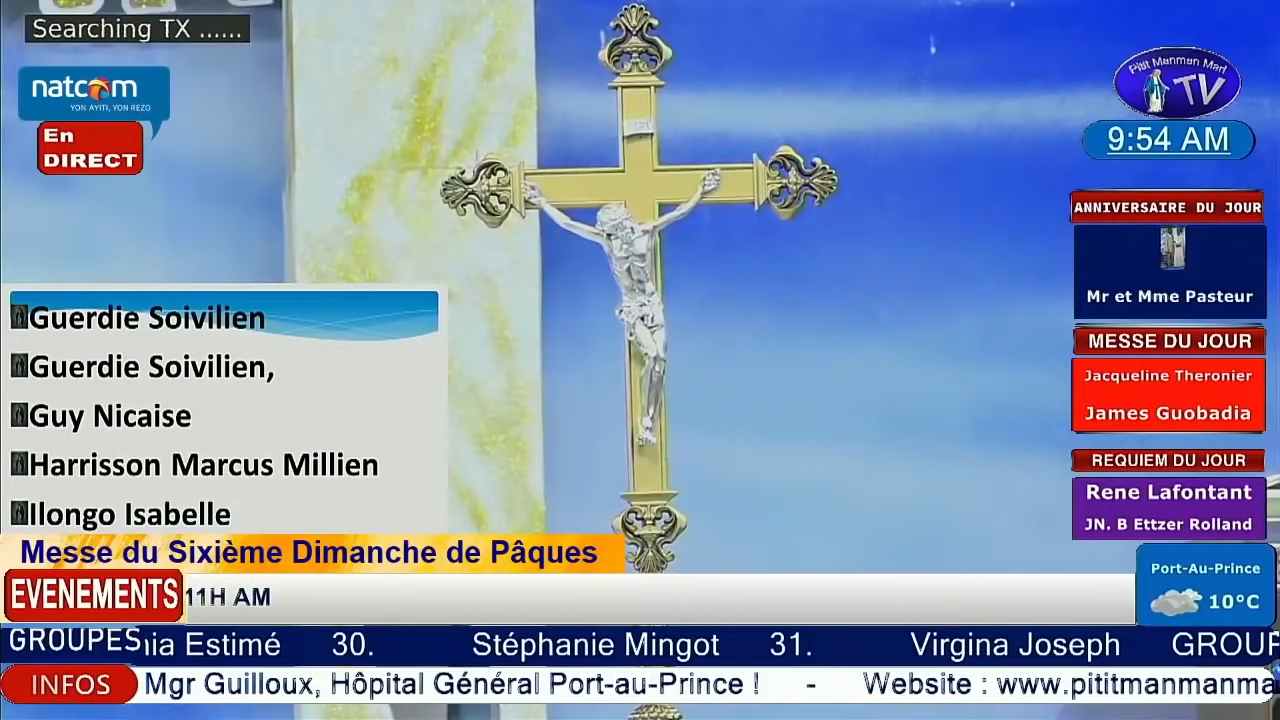 Searching TX ......
natcom
YON AYITI, YON REZO
En
DIRECT
Pitit Manman Mari
TV
9:54 AM
ANNIVERSAIRE DU JOUR
Mr et Mme Pasteur
MESSE DU JOUR
Jacqueline Theronier
James Guobadia
REQUIEM DU JOUR
Rene Lafontant
JN. B Ettzer Rolland
Port-Au-Prince
10°C
Guerdie Soivilien
Guerdie Soivilien,
Guy Nicaise
Harrisson Marcus Millien
Ilongo Isabelle
Messe du Sixième Dimanche de Pâques
EVENEMENTS 11H AM
GROUPES nia Estimé 30. Stéphanie Mingot 31. Virgina Joseph GROUP
INFOS Mgr Guilloux, Hôpital Général Port-au-Prince ! - Website : www.pititmanmanma